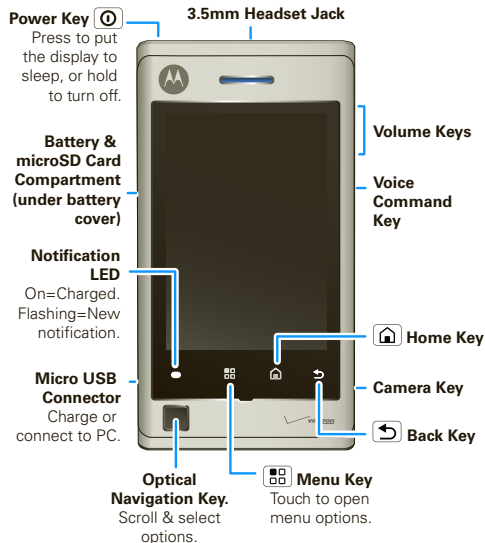 3.5mm Headset Jack
Power Key
Press to put
the display to
sleep, or hold
to turn off.
Battery &
microSD Card
Compartment
(under battery
cover)
Notification
LED
On=Charged.
Flashing=New
notification.
Micro USB
Connector
Charge or
connect to PC.
Optical
Navigation Key.
Scroll & select
options.
Menu Key
Touch to open
menu options.
Volume Keys
Voice
Command
Key
Home Key
Camera Key
Back Key
verizon